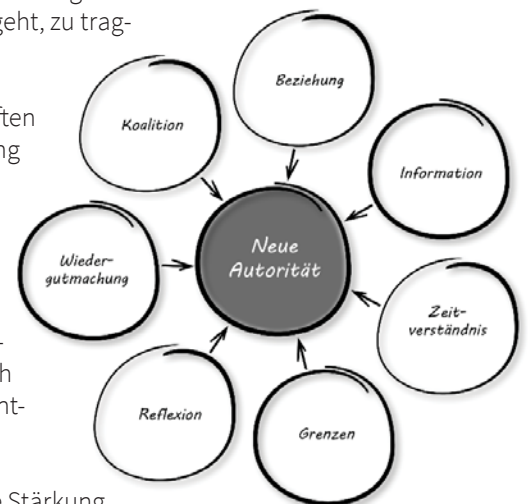 geht, zu trag-
ften
ng
-
h
nt-
Stärkung
Beziehung
Koalition
Information
Neue
Autorität
Wieder-
gutmachung
Zeit-
verständnis
Reflexion
Grenzen